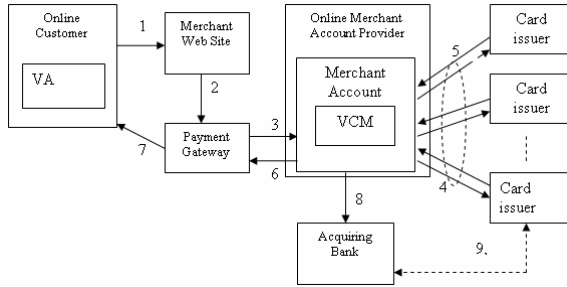 Online
Customer
VA
1
Merchant
Web Site
2
Payment
Gateway
7
3
6
Online Merchant
Account Provider
Merchant
Account
VCM
5
4
Card
issuer
Card
issuer
Card
issuer
8
Acquiring
Bank
9.